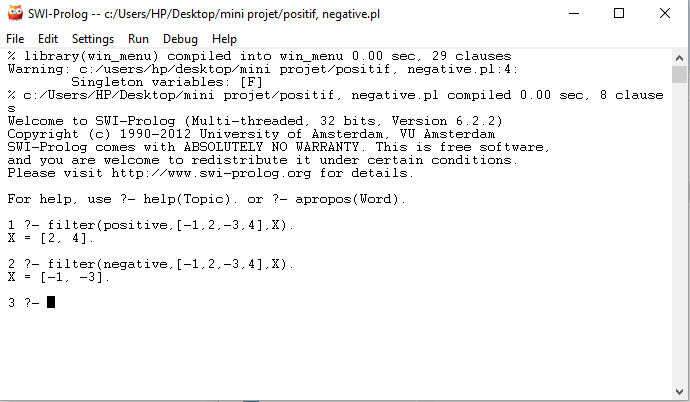 SWI-Prolog -- c:/Users/HP/Desktop/mini projet/positif, negative.pl
File Edit Settings Run Debug Help
% library(win_menu) compiled into win_menu 0.00 sec, 29 clauses
Warning: c:/users/hp/desktop/mini projet/positif, negative.pl:4:
Singleton variables: [F]
% c:/Users/HP/Desktop/mini projet/positif, negative.pl compiled 0.00 sec, 8 clause
s
Welcome to SWI-Prolog (Multi-threaded, 32 bits, Version 6.2.2)
Copyright (c) 1990-2012 University of Amsterdam, VU Amsterdam
SWI-Prolog comes with ABSOLUTELY NO WARRANTY. This is free software,
and you are welcome to redistribute it under certain conditions.
Please visit http://www.swi-prolog.org for details.
For help, use ?- help(Topic). or ?- apropos(Word).
1 ?- filter(positive,[-1,2,-3,4],X).
X = [2, 4].
2 ?- filter(negative,[-1,2,-3,4],X).
X = [-1, -3].
3 ?-